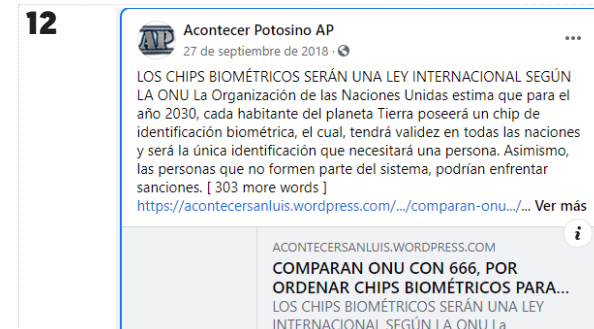 12
AP
Acontecer Potosino AP
27 de septiembre de 2018 ·
LOS CHIPS BIOMÉTRICOS SERÁN UNA LEY INTERNACIONAL SEGÚN
LA ONU La Organización de las Naciones Unidas estima que para el
año 2030, cada habitante del planeta Tierra poseerá un chip de
identificación biométrica, el cual, tendrá validez en todas las naciones
y será la única identificación que necesitará una persona. Asimismo,
las personas que no formen parte del sistema, podrían enfrentar
sanciones. [ 303 more words ]
https://acontecersanluis.wordpress.com/.../comparan-onu.../... Ver más
i
ACONTECERSANLUIS.WORDPRESS.COM
COMPARAN ONU CON 666, POR
ORDENAR CHIPS BIOMÉTRICOS PARA...
LOS CHIPS BIOMÉTRICOS SERÁN UNA LEY
INTERNACIONAL SEGÚN LA ONU La